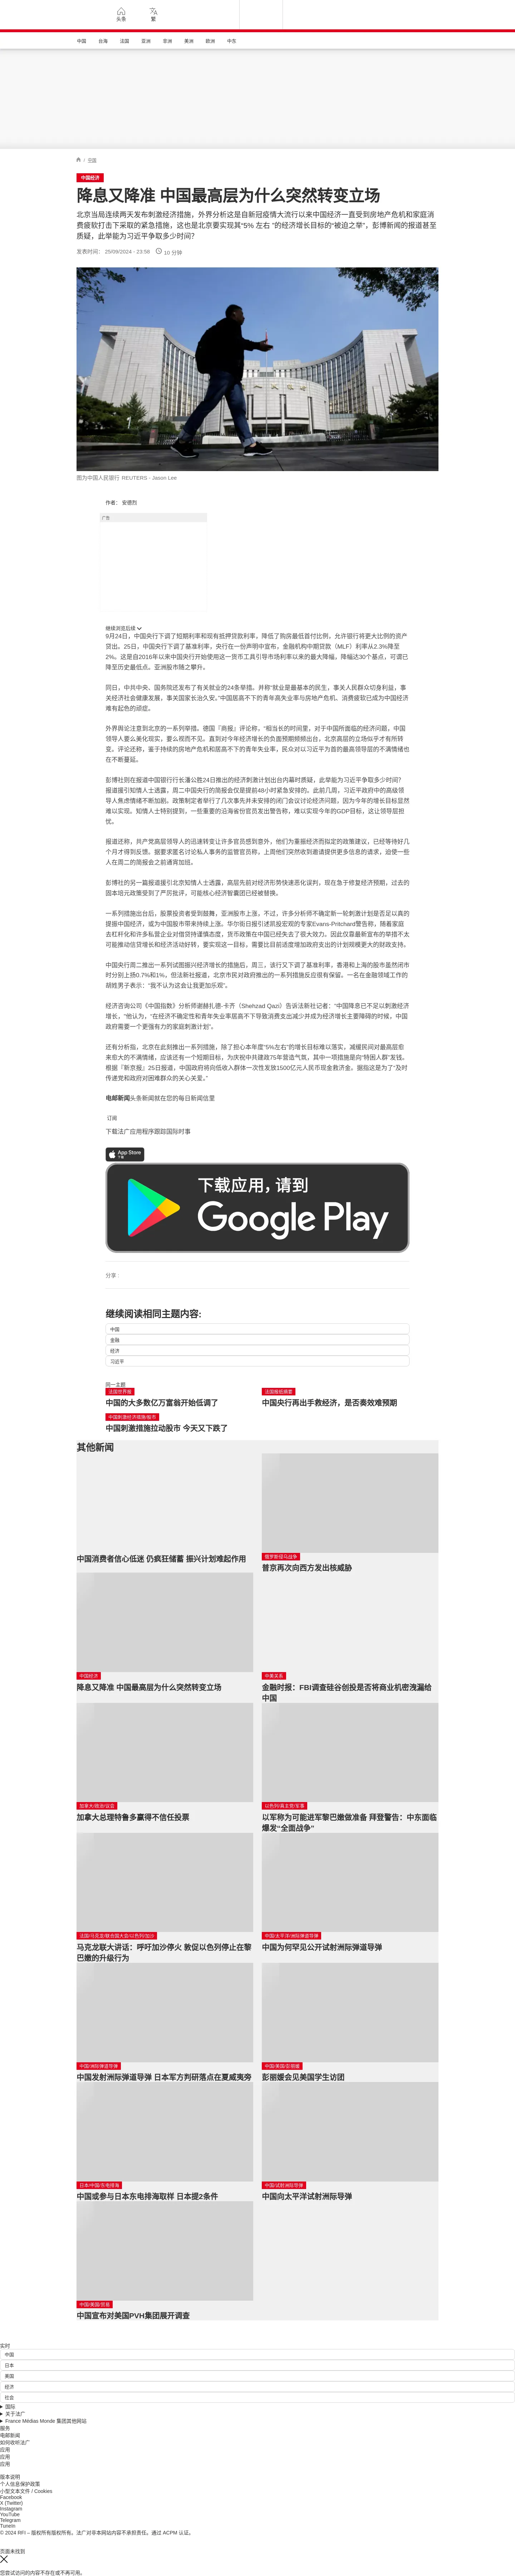 头条
繁
中国
台海
法国
亚洲
非洲
美洲
欧洲
中东
/ 中国
中国经济
降息又降准 中国最高层为什么突然转变立场
北京当局连续两天发布刺激经济措施，外界分析这是自新冠疫情大流行以来中国经济一直受到房地产危机和家庭消
费疲软打击下采取的紧急措施，这也是北京要实现其“5% 左右 ”的经济增长目标的“被迫之举”，彭博新闻的报道甚至
质疑，此举能为习近平争取多少时间?
发表时间： 25/09/2024 - 23:56
10 分钟
图为中国人民银行 REUTERS - Jason Lee
作者： 安德烈
广告
继续浏览后续
9月24日，中国央行下调了短期利率和现有抵押贷款利率，降低了购房最低首付比例，允许银行将更大比例的资产
贷出。25日，中国央行下调了基准利率。央行在一份声明中宣布，金融机构中期贷款（MLF）利率从2.3%降至
2%。这是自2016年以来中国央行开始使用这一货币工具引导市场利率以来的最大降幅。降幅达30个基点，可谓已
降至历史最低点。亚洲股市随之攀升。
同日，中共中央、国务院还发布了有关就业的24条举措。并称“就业是最基本的民生，事关人民群众切身利益，事
关经济社会健康发展，事关国家长治久安。”中国居高不下的青年高失业率与房地产危机、消费疲软已成为中国经济
难有起色的顽症。
外界舆论注意到北京的一系列举措。德国『商报』评论称，“相当长的时间里，对于中国所面临的经济问题，中国
领导人要么美化现实，要么视而不见。直到对今年经济增长的负面预期频频出台，北京高层的立场似乎才有所转
变。评论还称，鉴于持续的房地产危机和居高不下的青年失业率，民众对以习近平为首的最高领导层的不满情绪也
在不断蔓延。
彭博社则在报道中国银行行长潘公胜24日推出的经济刺激计划出台内幕时质疑，此举能为习近平争取多少时间?
报道援引知情人士透露，周二中国央行的简报会仅是提前48小时紧急安排的。此前几周，习近平政府中的高级领
导人焦虑情绪不断加剧。政策制定者举行了几次事先并未安排的闭门会议讨论经济问题，因为今年的增长目标显然
难以实现。知情人士特别提到，一些重要的沿海省份官员发出警告称，难以实现今年的GDP目标，这让领导层担
忧。
报道还称，共产党高层领导人的迅速转变让许多官员感到意外，他们为重振经济而拟定的政策建议，已经等待好几
个月才得到反馈。据要求匿名讨论私人事务的监管官员称，上周他们突然收到邀请提供更多信息的请求，迫使一些
人在周二的简报会之前通宵加班。
彭博社的另一篇报道援引北京知情人士透露，高层先前对经济形势快速恶化误判，现在急于修复经济预期，过去的
固本培元政策受到了严厉批评，可能核心经济智囊团已经被替换。
一系列措施出台后，股票投资者受到鼓舞，亚洲股市上涨。不过，许多分析师不确定新一轮刺激计划是否足以真的
提振中国经济，或为中国股市带来持续上涨。华尔街日报引述凯投宏观的专家Evans-Pritchard警告称，随着家庭
去杠杆化和许多私营企业对借贷持谨慎态度，货币政策在中国已经失去了很大效力。因此仅靠最新宣布的举措不太
可能推动信贷增长和经济活动好转，要实现这一目标，需要比目前适度增加政府支出的计划规模更大的财政支持。
中国央行周二推出一系列试图振兴经济增长的措施后，周三，该行又下调了基准利率，香港和上海的股市虽然闭市
时分别上扬0.7%和1%，但法新社报道，北京市民对政府推出的一系列措施反应很有保留。一名在金融领域工作的
胡姓男子表示：“我不认为这会让我更加乐观”。
经济咨询公司《中国指数》分析师谢赫扎德-卡齐（Shehzad Qazi）告诉法新社记者：“中国降息已不足以刺激经济
增长，”他认为，“在经济不确定性和青年失业率居高不下导致消费支出减少并成为经济增长主要障碍的时候，中国
政府需要一个更强有力的家庭刺激计划”。
还有分析指，北京在此刻推出一系列措施，除了担心本年度“5%左右”的增长目标难以落实，减缓民间对最高层愈
来愈大的不满情绪，应该还有一个短期目标，为庆祝中共建政75年营造气氛，其中一项措施是向“特困人群”发钱。
根据『新京报』25日报道，中国政府将向低收入群体一次性发放1500亿元人民币现金救济金。据指这是为了“及时
传递党和政府对困难群众的关心关爱。”
电邮新闻头条新闻就在您的每日新闻信里
订阅
下载法广应用程序跟踪国际时事
App Store
下载
下载应用，请到
Google Play
分享 :
继续阅读相同主题内容:
中国
金融
经济
习近平
同一主题
法国世界报
中国的大多数亿万富翁开始低调了
法国维低摘要
中国央行再出手救经济，是否奏效难预期
中国刺激经济措施/股市
中国刺激措施拉动股市 今天又下跌了
其他新闻
中国消费者信心低迷 仍疯狂储蓄 振兴计划难起作用
俄罗斯侵乌战争
普京再次向西方发出核威胁
中国经济
降息又降准 中国最高层为什么突然转变立场
中美关系
金融时报：FBI调查硅谷创投是否将商业机密洩漏给
中国
加拿大/政治/议会
加拿大总理特鲁多赢得不信任投票
以色列/真主党/军事
以军称为可能进军黎巴嫩做准备 拜登警告：中东面临
爆发“全面战争”
法国/马克龙/联合国大会/以色列/加沙
马克龙联大讲话：呼吁加沙停火 敦促以色列停止在黎
巴嫩的升级行为
中国/太平洋/洲际弹道导弹
中国为何罕见公开试射洲际弹道导弹
中国/洲际弹道导弹
中国发射洲际弹道导弹 日本军方判研落点在夏威夷旁
中国/美国/彭丽媛
彭丽媛会见美国学生访团
日本/中国/东电排海
中国或参与日本东电排海取样 日本提2条件
中国/试射洲际导弹
中国向太平洋试射洲际导弹
中国/美国/贸易
中国宣布对美国PVH集团展开调查
实时
中国
日本
美国
经济
社会
国际
关于法广
France Médias Monde 集团其他网站
服务
电邮新闻
如何收听法广
应用
应用
应用
版本说明
个人信息保护政策
小型文本文件 / Cookies
Facebook
X (Twitter)
Instagram
YouTube
Telegram
TuneIn
© 2024 RFI – 版权所有版权所有。法广对非本网站内容不承担责任。通过 ACPM 认证。
页面未找到
您尝试访问的内容不存在或不再可用。